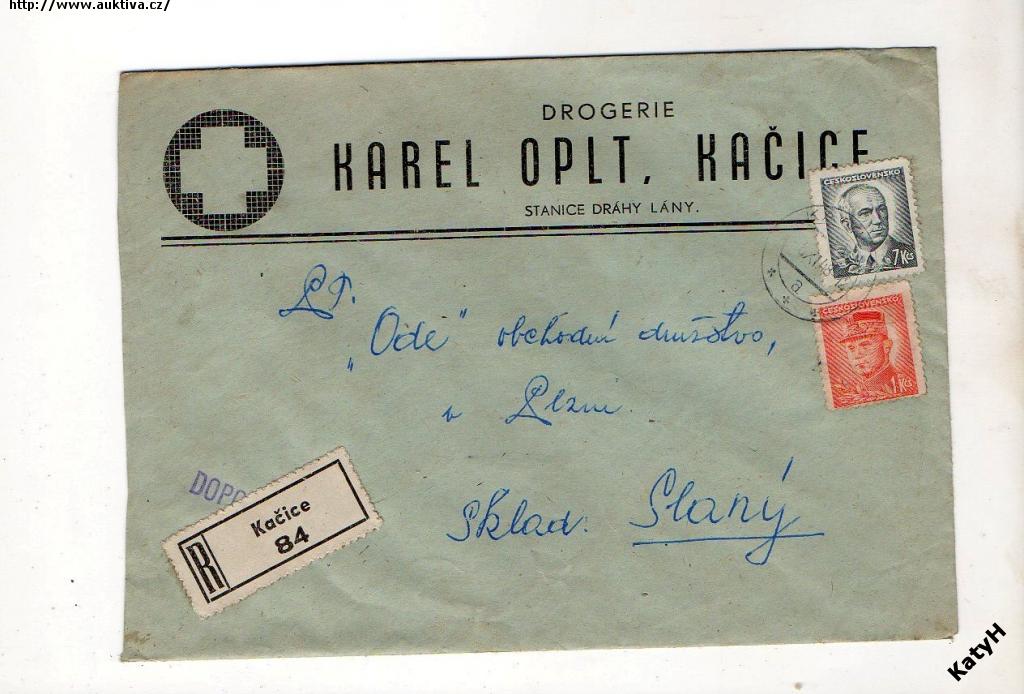 http://www.auktiva.cz/
DROGERIE
KAREL OPLT, KAČICE
STANICE DRÁHY LÁNY.
ČESKOSLOVENSKO
7 Kčs
a
ČESKOSLOVENSKO
1 Kčs
P.T.
„Ode" obchodní družstvo,
v Plzni.
Sklad: Slaný
DOPO
R
Kačice
84
KatyH